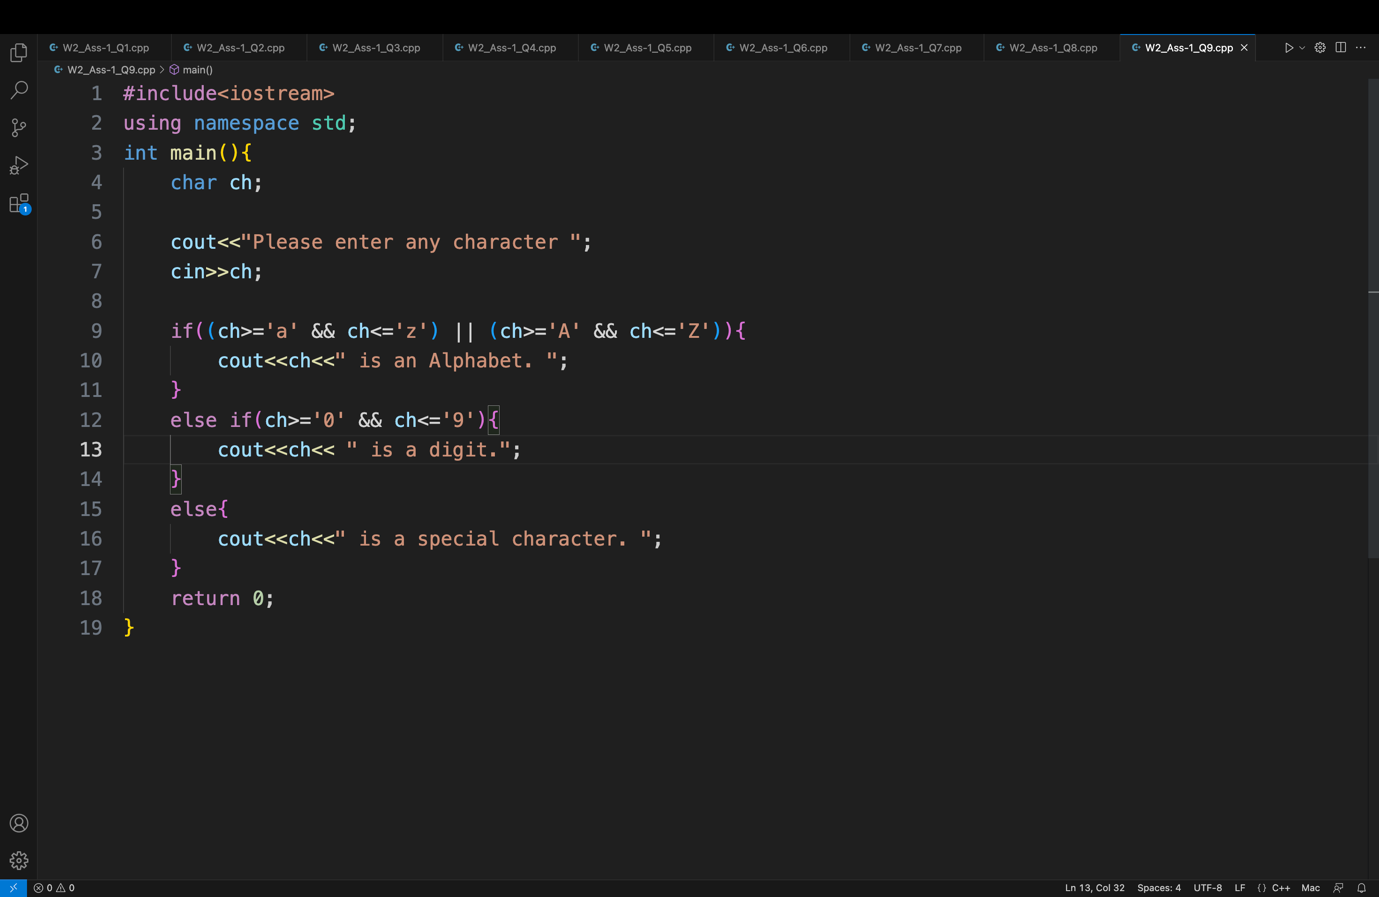 W2_Ass-1_Q1.cpp W2_Ass-1_Q2.cpp W2_Ass-1_Q3.cpp W2_Ass-1_Q4.cpp W2_Ass-1_Q5.cpp W2_Ass-1_Q6.cpp W2_Ass-1_Q7.cpp W2_Ass-1_Q8.cpp W2_Ass-1_Q9.cpp
W2_Ass-1_Q9.cpp > main()
1 #include<iostream>
2 using namespace std;
3 int main(){
4     char ch;
5
6     cout<<"Please enter any character ";
7     cin>>ch;
8
9     if((ch>='a' && ch<='z') || (ch>='A' && ch<='Z')){
10         cout<<ch<<" is an Alphabet. ";
11     }
12     else if(ch>='0' && ch<='9'){
13         cout<<ch<< " is a digit.";
14     }
15     else{
16         cout<<ch<<" is a special character. ";
17     }
18     return 0;
19 }
1
0 0 Ln 13, Col 32 Spaces: 4 UTF-8 LF {} C++ Mac